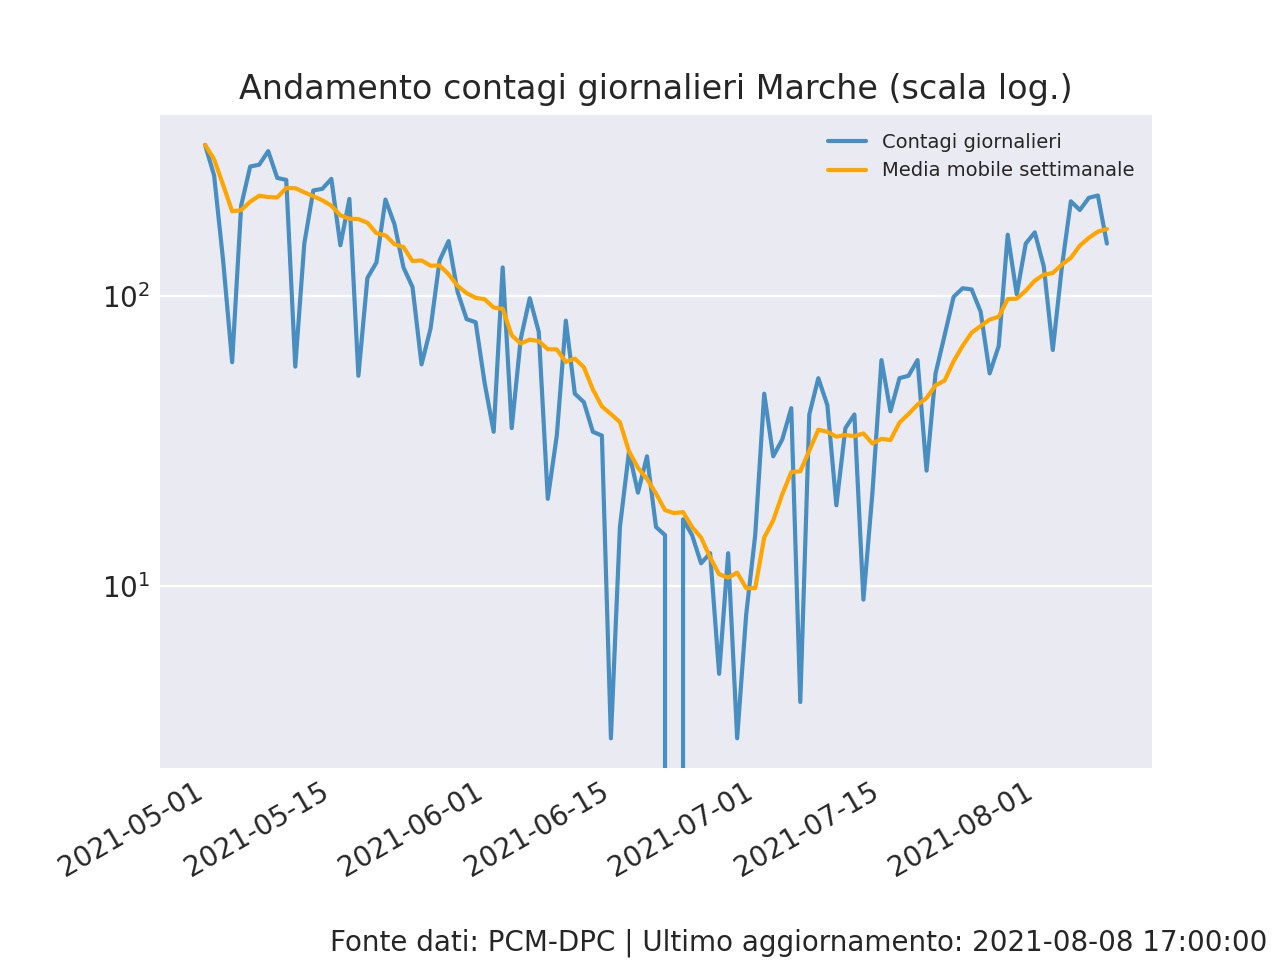 Andamento contagi giornalieri Marche (scala log.)
Contagi giornalieri
Media mobile settimanale
10²
10¹
2021-05-01
2021-05-15
2021-06-01
2021-06-15
2021-07-01
2021-07-15
2021-08-01
Fonte dati: PCM-DPC | Ultimo aggiornamento: 2021-08-08 17:00:00